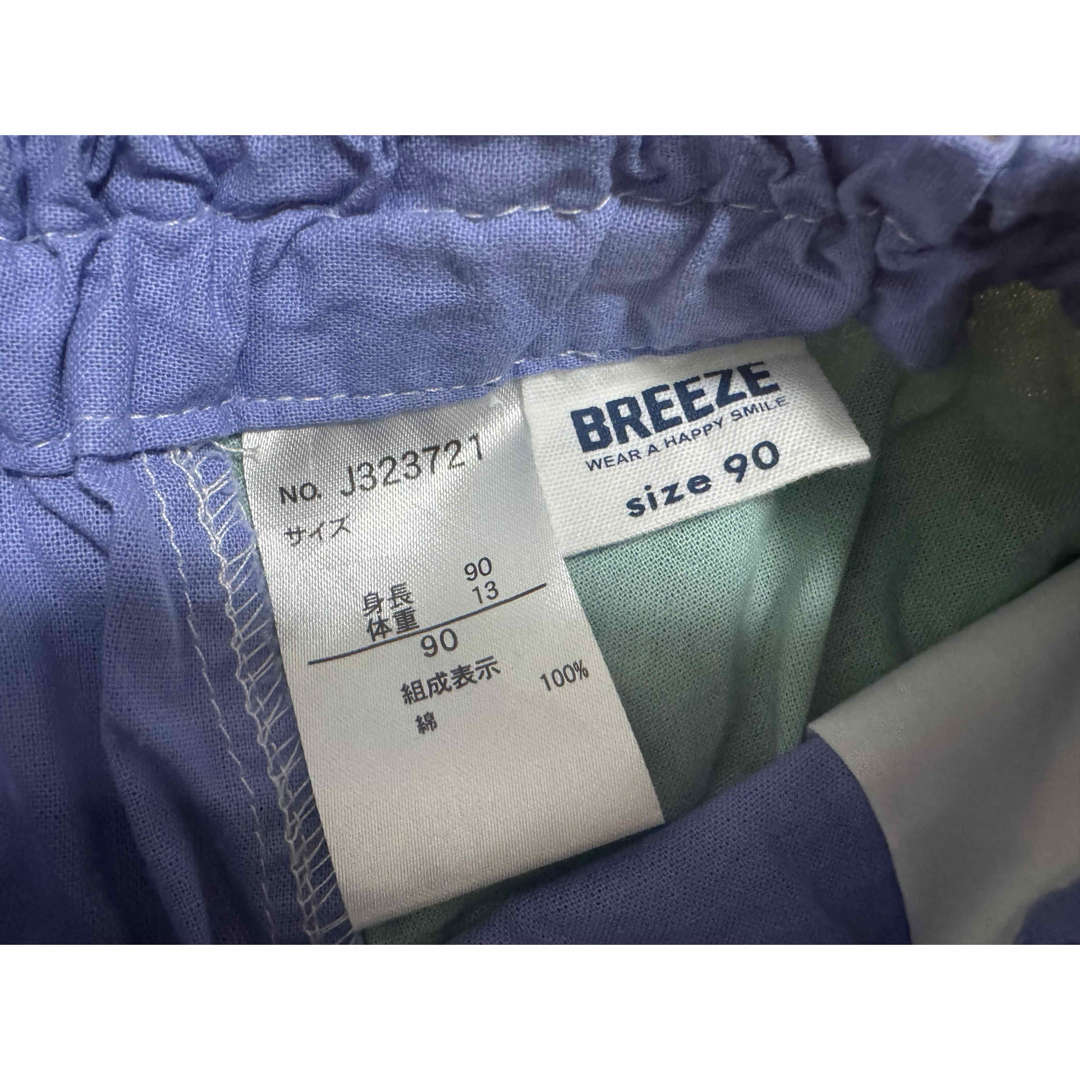 BREEZE
WEAR A HAPPY SMILE
size 90
NO. J323721
サイズ
身長 90
体重 13
90
組成表示
綿 100%